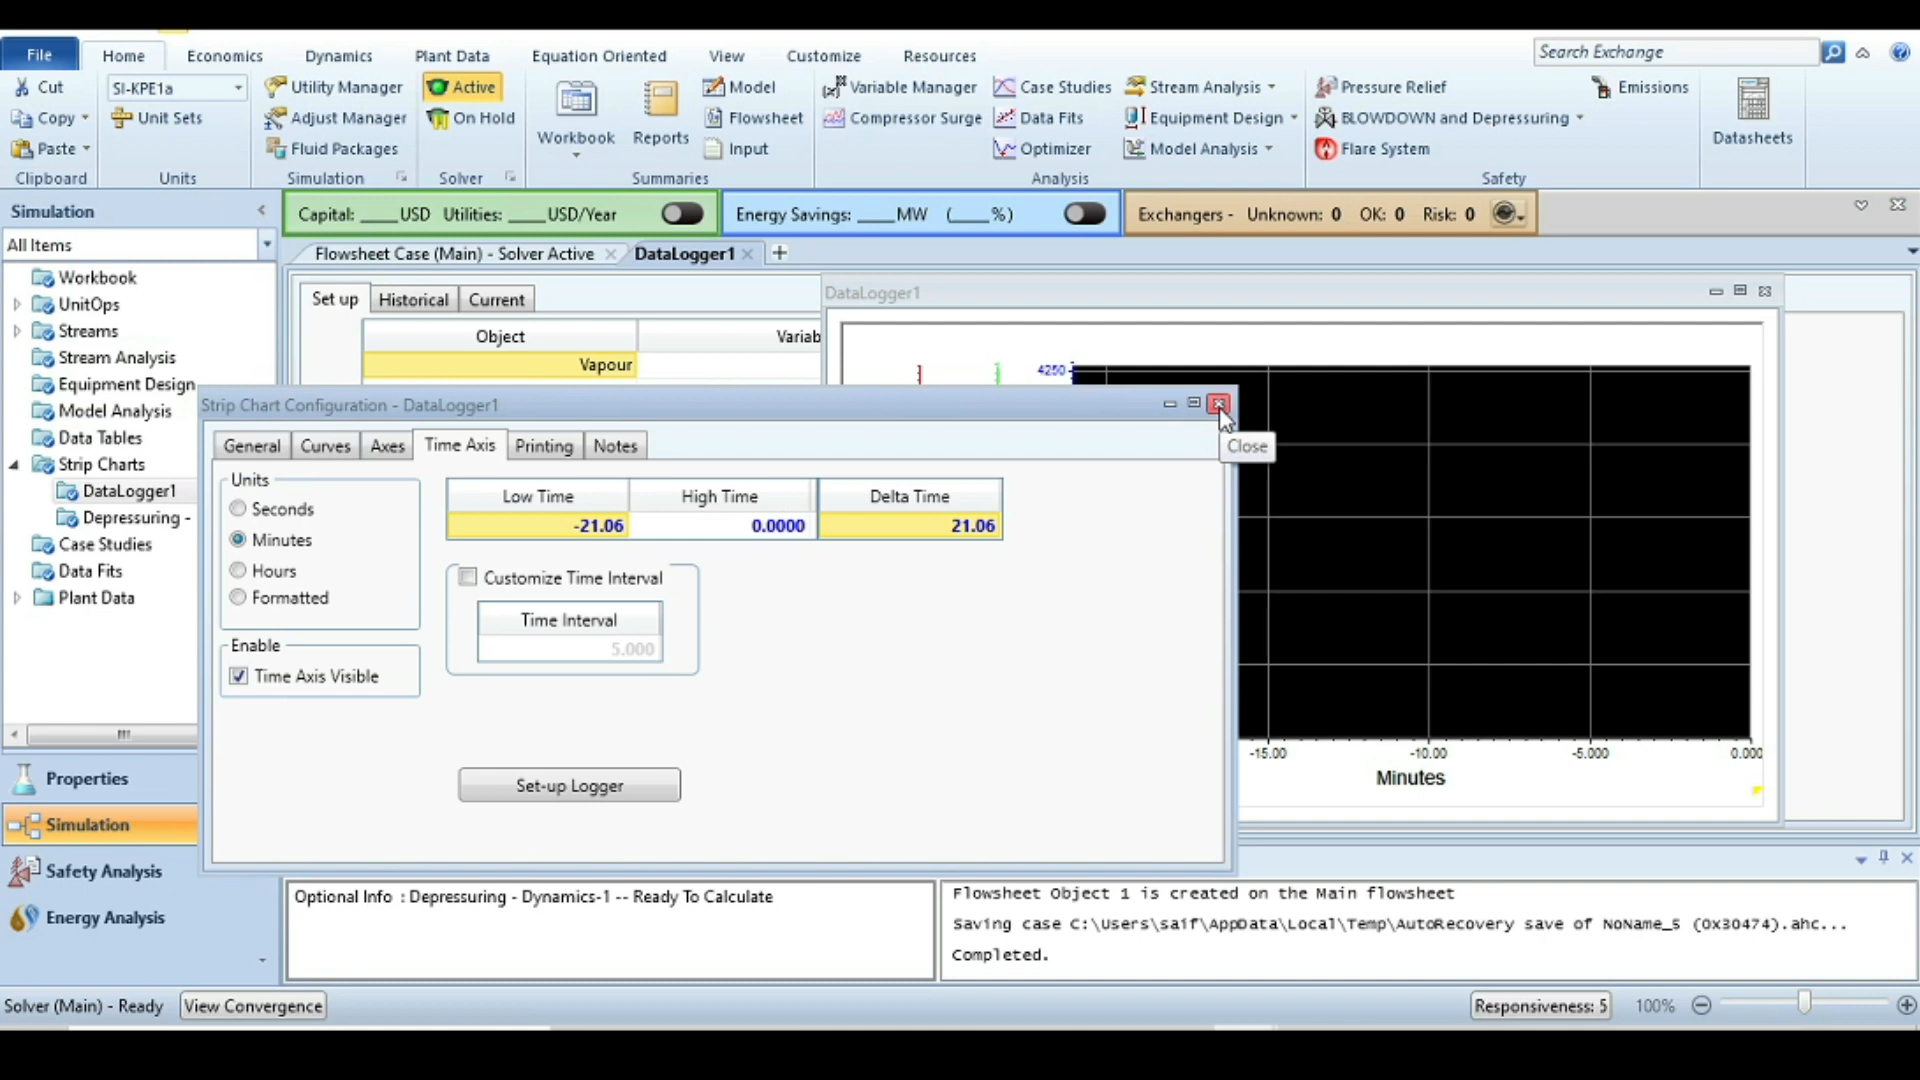 File Home Economics Dynamics Plant Data Equation Oriented View Customize Resources Search Exchange
Cut SI-KPE1a Utility Manager Active Model Variable Manager Case Studies Stream Analysis Pressure Relief Emissions
Copy Unit Sets Adjust Manager On Hold Workbook Reports Flowsheet Compressor Surge Data Fits Equipment Design BLOWDOWN and Depressuring Datasheets
Paste Fluid Packages Input Optimizer Model Analysis Flare System
Clipboard Units Simulation Solver Summaries Analysis Safety
Simulation
Capital: ____USD Utilities: ____USD/Year Energy Savings: ____MW (____%) Exchangers - Unknown: 0 OK: 0 Risk: 0
All Items
Flowsheet Case (Main) - Solver Active DataLogger1 +
Workbook
UnitOps
Streams
Stream Analysis
Equipment Design
Model Analysis
Data Tables
Strip Charts
DataLogger1
Depressuring -
Case Studies
Data Fits
Plant Data
Properties
Simulation
Safety Analysis
Energy Analysis
Set up Historical Current
Object Variab
Vapour
DataLogger1
4250
-15.00 -10.00 -5.000 0.000
Minutes
Strip Chart Configuration - DataLogger1
Close
General Curves Axes Time Axis Printing Notes
Units
Seconds
Minutes
Hours
Formatted
Enable
Time Axis Visible
Low Time High Time Delta Time
-21.06 0.0000 21.06
Customize Time Interval
Time Interval
5.000
Set-up Logger
Optional Info : Depressuring - Dynamics-1 -- Ready To Calculate
Flowsheet Object 1 is created on the Main flowsheet
Saving case C:\Users\saif\AppData\Local\Temp\AutoRecovery save of NoName_5 (0x30474).ahc...
Completed.
Solver (Main) - Ready View Convergence Responsiveness: 5 100%